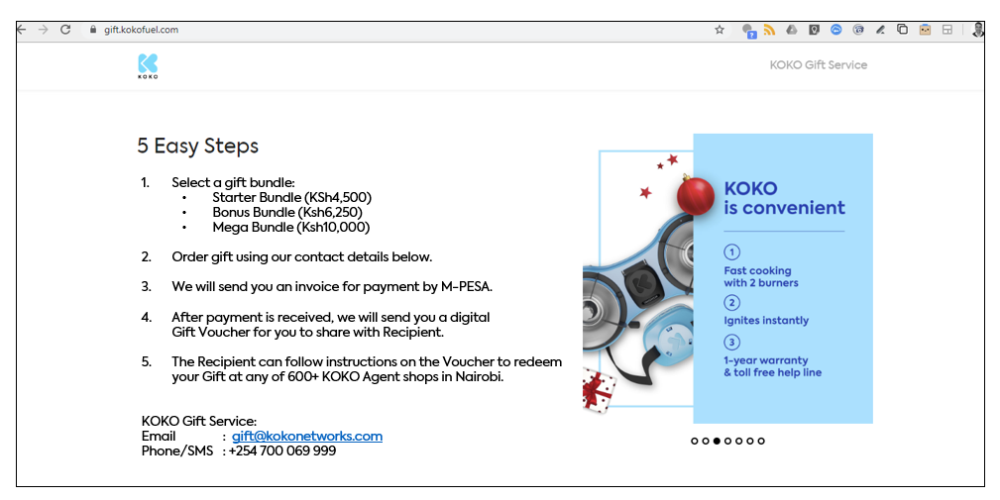 gift.kokofuel.com
KOKO
KOKO Gift Service
5 Easy Steps
1. Select a gift bundle:
• Starter Bundle (KSh4,500)
• Bonus Bundle (Ksh6,250)
• Mega Bundle (Ksh10,000)
2. Order gift using our contact details below.
3. We will send you an invoice for payment by M-PESA.
4. After payment is received, we will send you a digital
Gift Voucher for you to share with Recipient.
5. The Recipient can follow instructions on the Voucher to redeem
your Gift at any of 600+ KOKO Agent shops in Nairobi.
KOKO Gift Service:
Email : gift@kokonetworks.com
Phone/SMS : +254 700 069 999
KOKO
is convenient
1
Fast cooking
with 2 burners
2
Ignites instantly
3
1-year warranty
& toll free help line